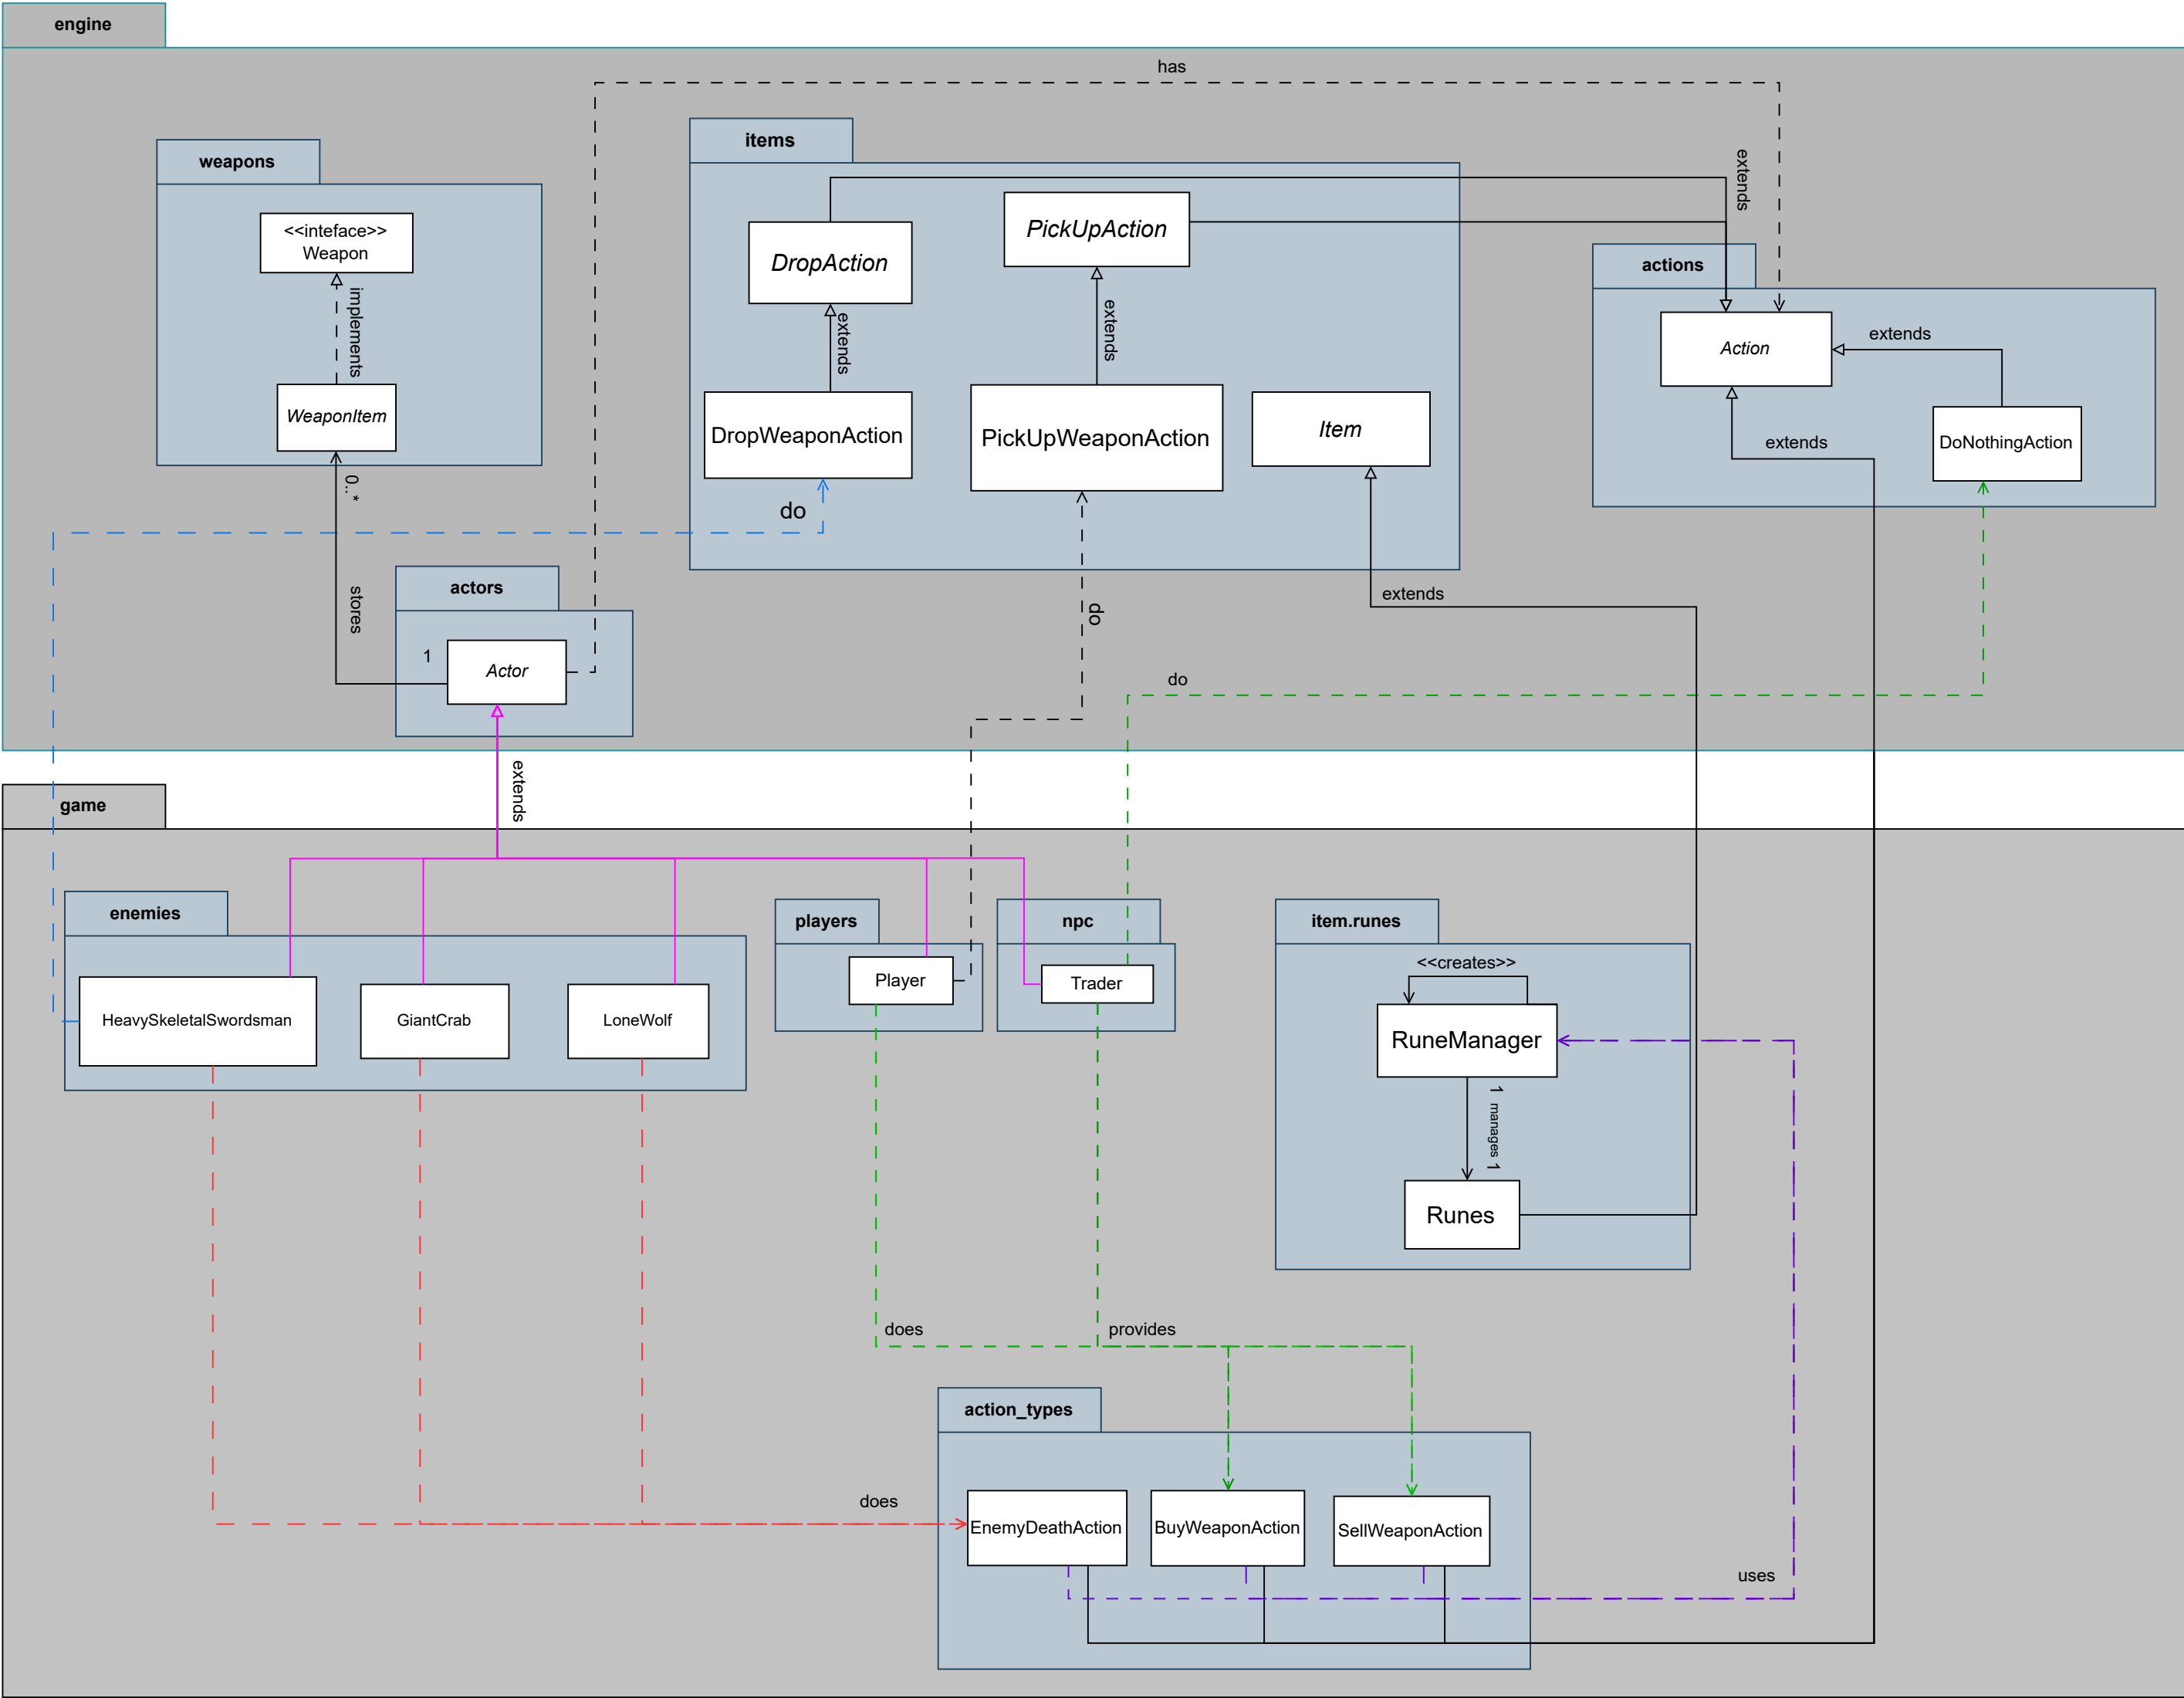 engine
has
items
weapons
extends
<<inteface>>
Weapon
PickUpAction
DropAction
actions
implements
extends
extends
Action
extends
WeaponItem
DropWeaponAction
PickUpWeaponAction
Item
extends
DoNothingAction
0..*
do
actors
stores
extends
do
1
Actor
do
extends
game
enemies
players
npc
item.runes
<<creates>>
HeavySkeletalSwordsman
GiantCrab
LoneWolf
Player
Trader
RuneManager
1
manages
1
Runes
does
provides
action_types
does
EnemyDeathAction
BuyWeaponAction
SellWeaponAction
uses